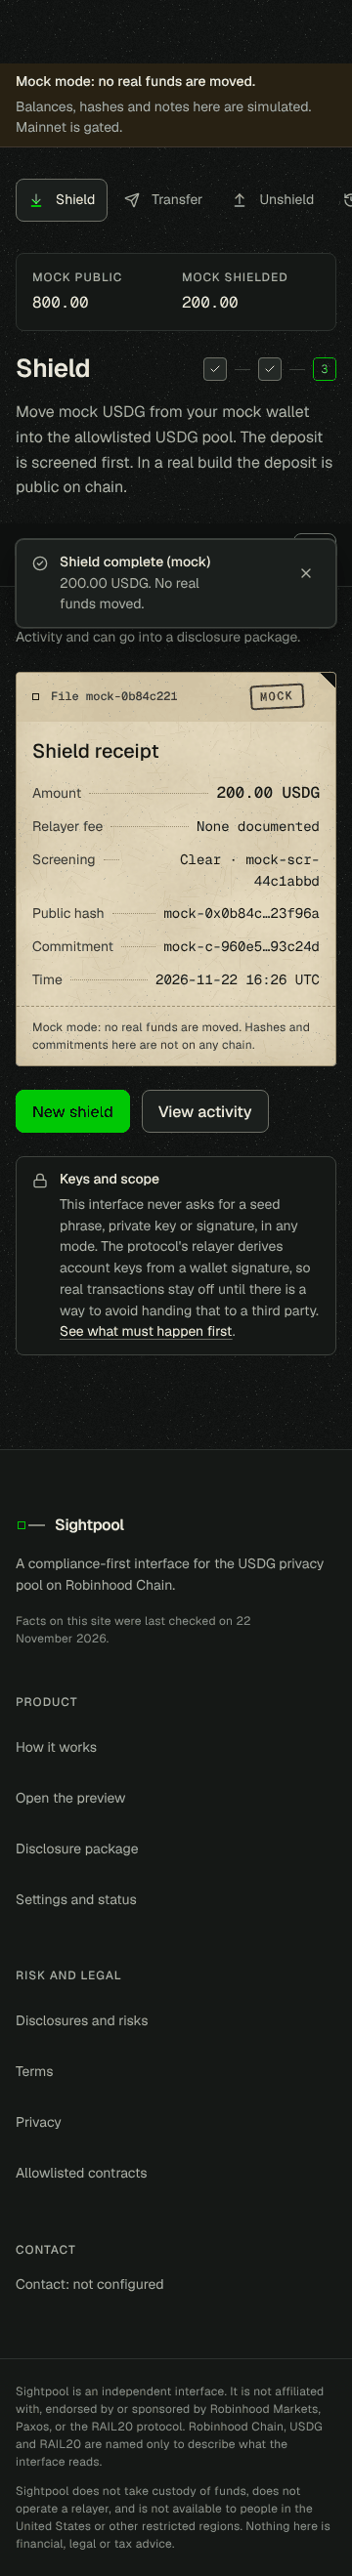 Mock mode: no real funds are moved.
Balances, hashes and notes here are simulated.
Mainnet is gated.
Shield
Transfer
Unshield
MOCK PUBLIC
MOCK SHIELDED
800.00
200.00
Shield
3
Move mock USDG from your mock wallet
into the allowlisted USDG pool. The deposit
is screened first. In a real build the deposit is
public on chain.
Shield complete (mock)
200.00 USDG. No real
funds moved.
Activity and can go into a disclosure package.
File mock-0b84c221
MOCK
Shield receipt
Amount 200.00 USDG
Relayer fee None documented
Screening Clear · mock-scr-
44c1abbd
Public hash mock-0x0b84c…23f96a
Commitment mock-c-960e5…93c24d
Time 2026-11-22 16:26 UTC
Mock mode: no real funds are moved. Hashes and
commitments here are not on any chain.
New shield
View activity
Keys and scope
This interface never asks for a seed
phrase, private key or signature, in any
mode. The protocol's relayer derives
account keys from a wallet signature, so
real transactions stay off until there is a
way to avoid handing that to a third party.
See what must happen first.
Sightpool
A compliance-first interface for the USDG privacy
pool on Robinhood Chain.
Facts on this site were last checked on 22
November 2026.
PRODUCT
How it works
Open the preview
Disclosure package
Settings and status
RISK AND LEGAL
Disclosures and risks
Terms
Privacy
Allowlisted contracts
CONTACT
Contact: not configured
Sightpool is an independent interface. It is not affiliated
with, endorsed by or sponsored by Robinhood Markets,
Paxos, or the RAIL20 protocol. Robinhood Chain, USDG
and RAIL20 are named only to describe what the
interface reads.
Sightpool does not take custody of funds, does not
operate a relayer, and is not available to people in the
United States or other restricted regions. Nothing here is
financial, legal or tax advice.